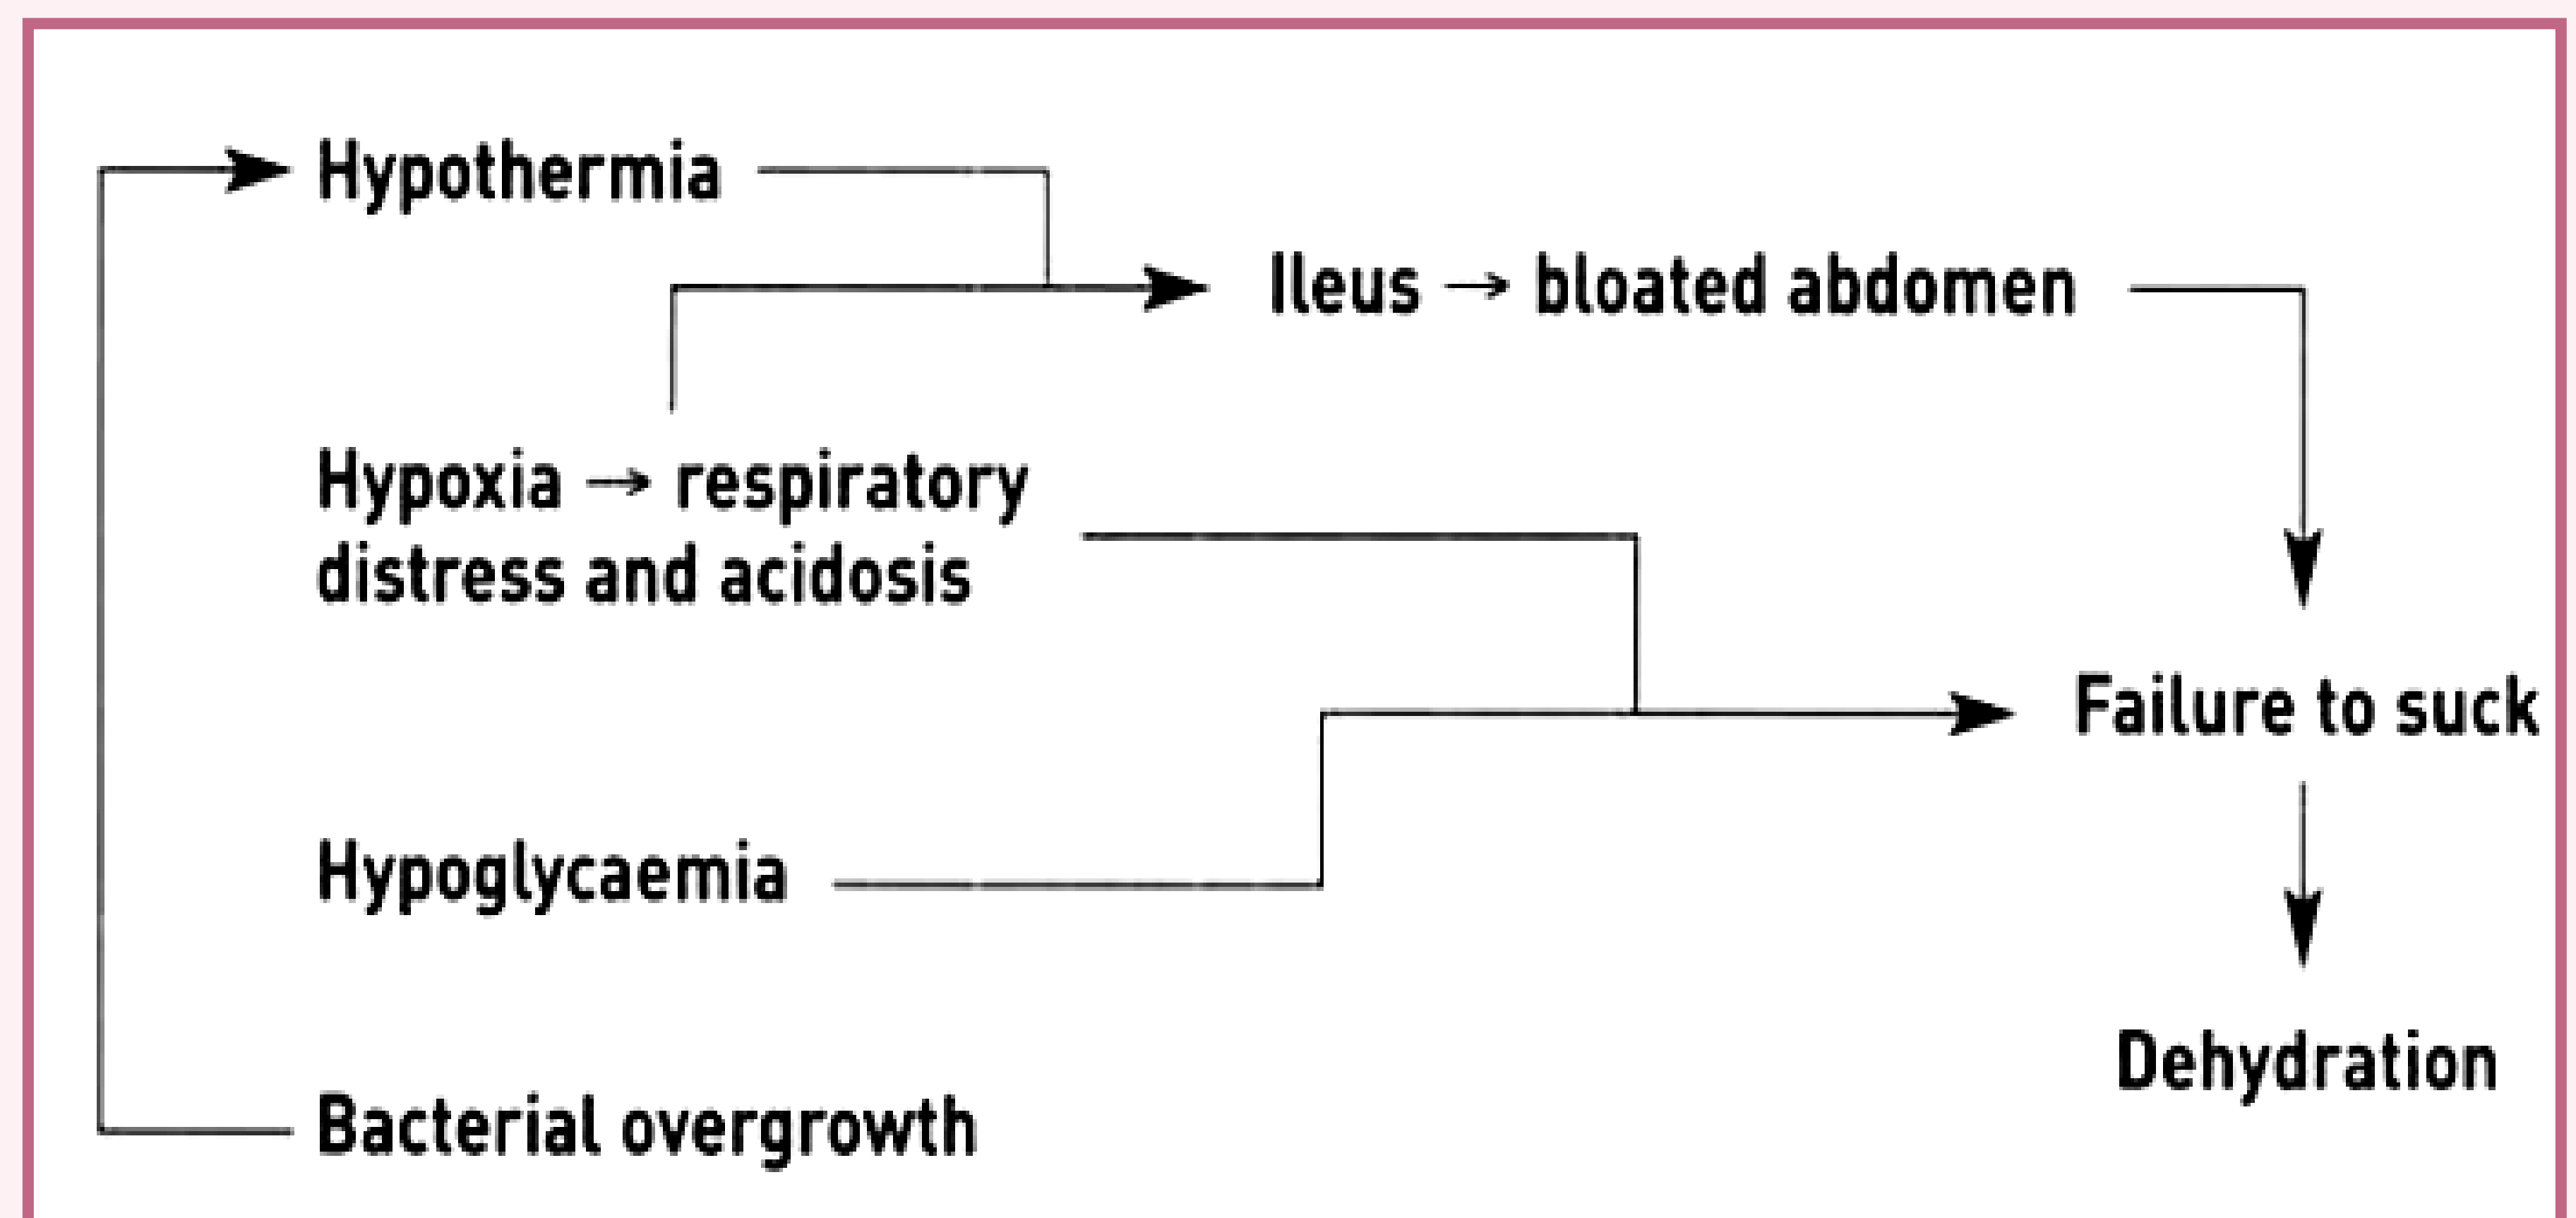 Hypothermia
Ileus → bloated abdomen
Hypoxia → respiratory
distress and acidosis
Failure to suck
Hypoglycaemia
Dehydration
Bacterial overgrowth